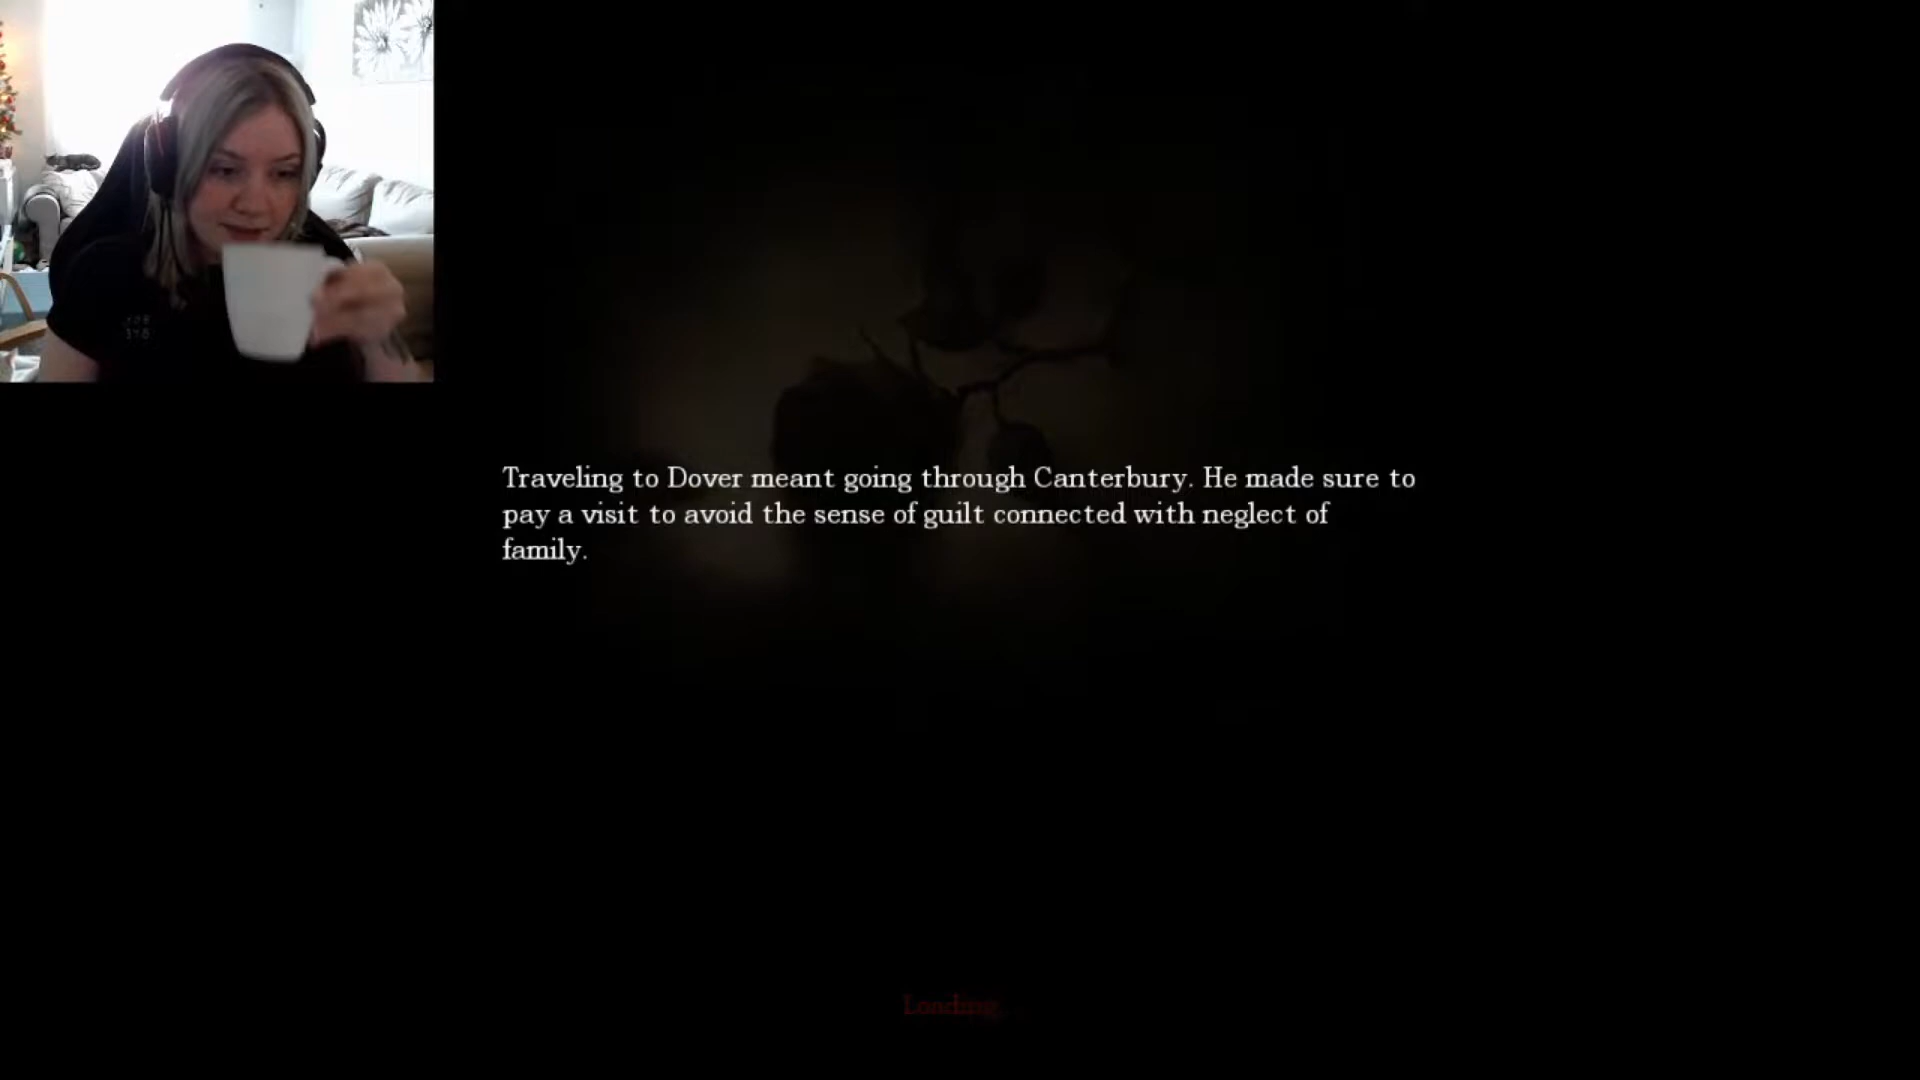 Traveling to Dover meant going through Canterbury. He made sure to
pay a visit to avoid the sense of guilt connected with neglect of
family.
Loading.